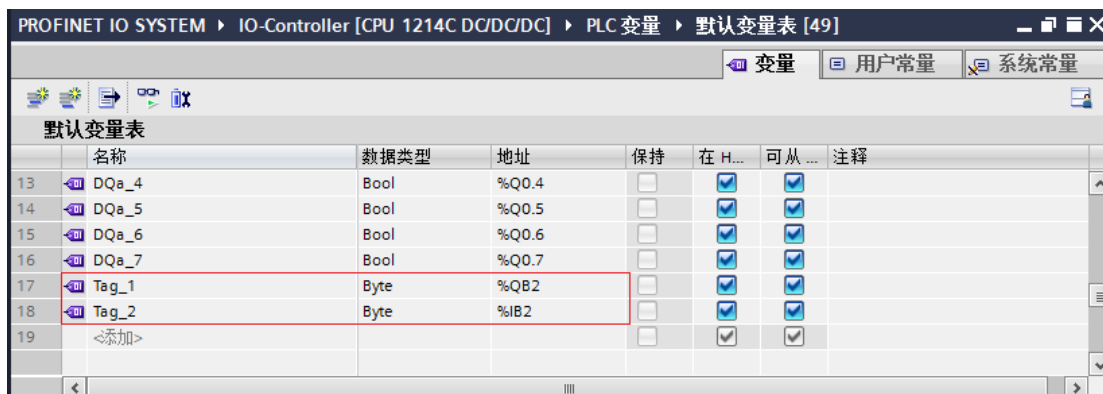 PROFINET IO SYSTEM ▸ IO-Controller [CPU 1214C DC/DC/DC] ▸ PLC 变量 ▸ 默认变量表 [49]
变量 用户常量 系统常量
默认变量表
名称 数据类型 地址 保持 在 H... 可从 ... 注释
13 DQa_4 Bool %Q0.4
14 DQa_5 Bool %Q0.5
15 DQa_6 Bool %Q0.6
16 DQa_7 Bool %Q0.7
17 Tag_1 Byte %QB2
18 Tag_2 Byte %IB2
19 <添加>